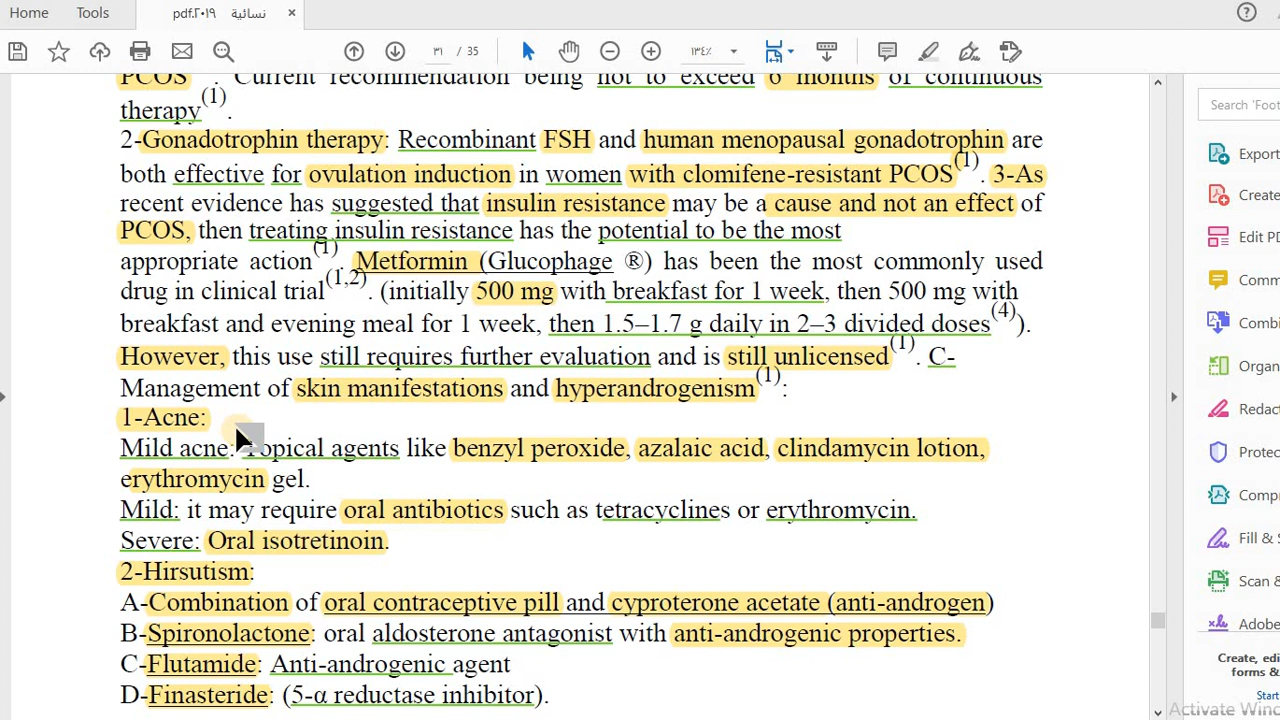 Home Tools نسائية ٢٠١٩.pdf ×
٣١ / 35 ١٣٤٪
PCOS . Current recommendation being not to exceed 6 months of continuous
therapy(1).
2-Gonadotrophin therapy: Recombinant FSH and human menopausal gonadotrophin are
both effective for ovulation induction in women with clomifene-resistant PCOS(1). 3-As
recent evidence has suggested that insulin resistance may be a cause and not an effect of
PCOS, then treating insulin resistance has the potential to be the most
appropriate action(1). Metformin (Glucophage ®) has been the most commonly used
drug in clinical trial(1,2). (initially 500 mg with breakfast for 1 week, then 500 mg with
breakfast and evening meal for 1 week, then 1.5–1.7 g daily in 2–3 divided doses(4)).
However, this use still requires further evaluation and is still unlicensed(1). C-
Management of skin manifestations and hyperandrogenism(1):
1-Acne:
Mild acne: Topical agents like benzyl peroxide, azalaic acid, clindamycin lotion,
erythromycin gel.
Mild: it may require oral antibiotics such as tetracyclines or erythromycin.
Severe: Oral isotretinoin.
2-Hirsutism:
A-Combination of oral contraceptive pill and cyproterone acetate (anti-androgen)
B-Spironolactone: oral aldosterone antagonist with anti-androgenic properties.
C-Flutamide: Anti-androgenic agent
D-Finasteride: (5-α reductase inhibitor).
Search 'Foo
Export
Create
Edit PD
Comm
Combi
Organ
Redact
Protec
Comp
Fill & S
Scan &
Adobe
Create, edi
forms &
Start
Activate Wind